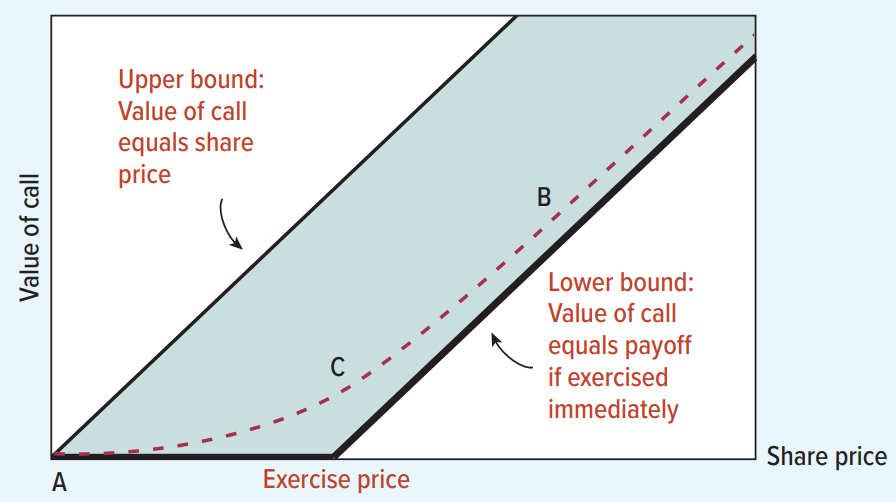 Upper bound:
Value of call
equals share
price
Value of call
B
Lower bound:
Value of call
equals payoff
if exercised
immediately
C
Share price
A
Exercise price